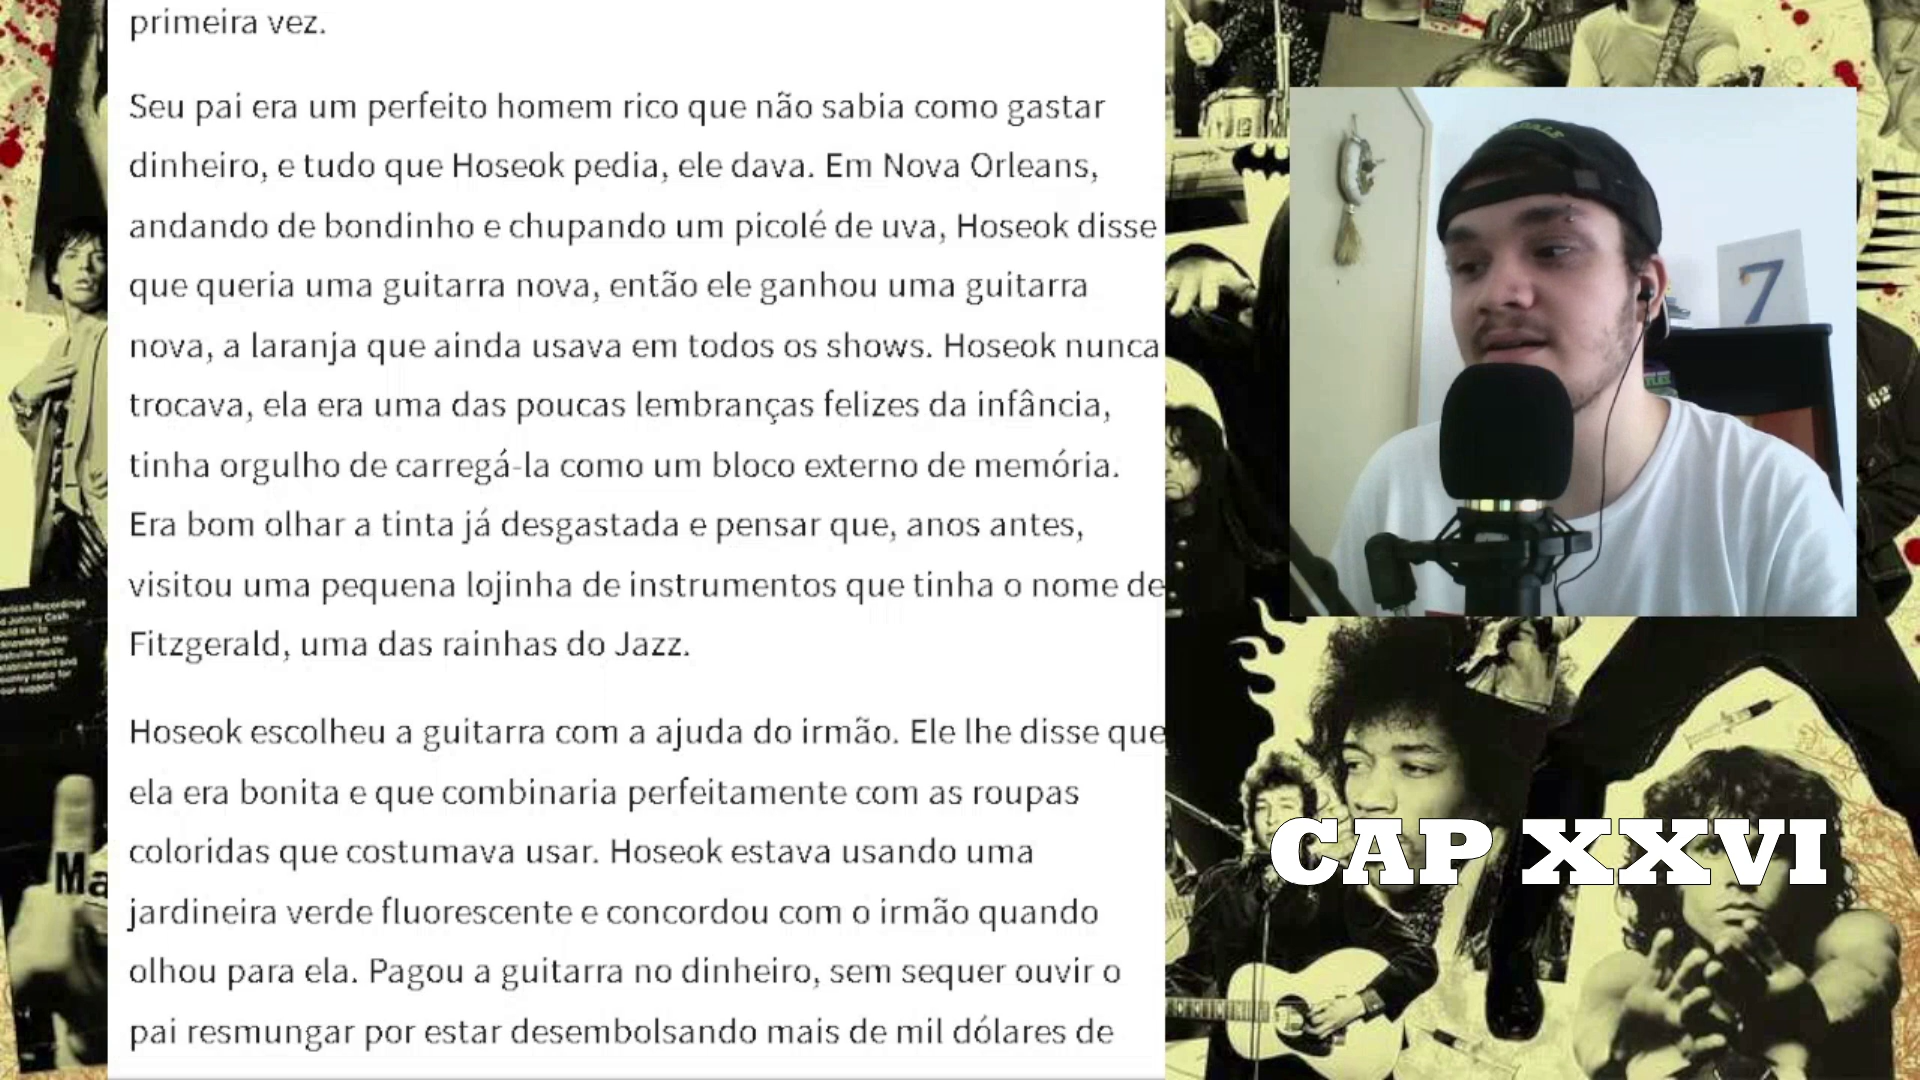 primeira vez.
Seu pai era um perfeito homem rico que não sabia como gastar
dinheiro, e tudo que Hoseok pedia, ele dava. Em Nova Orleans,
andando de bondinho e chupando um picolé de uva, Hoseok disse
que queria uma guitarra nova, então ele ganhou uma guitarra
nova, a laranja que ainda usava em todos os shows. Hoseok nunca
trocava, ela era uma das poucas lembranças felizes da infância,
tinha orgulho de carregá-la como um bloco externo de memória.
Era bom olhar a tinta já desgastada e pensar que, anos antes,
visitou uma pequena lojinha de instrumentos que tinha o nome de
Fitzgerald, uma das rainhas do Jazz.
Hoseok escolheu a guitarra com a ajuda do irmão. Ele lhe disse que
ela era bonita e que combinaria perfeitamente com as roupas
coloridas que costumava usar. Hoseok estava usando uma
jardineira verde fluorescente e concordou com o irmão quando
olhou para ela. Pagou a guitarra no dinheiro, sem sequer ouvir o
pai resmungar por estar desembolsando mais de mil dólares de
7
62
CAP XXVI
Ma